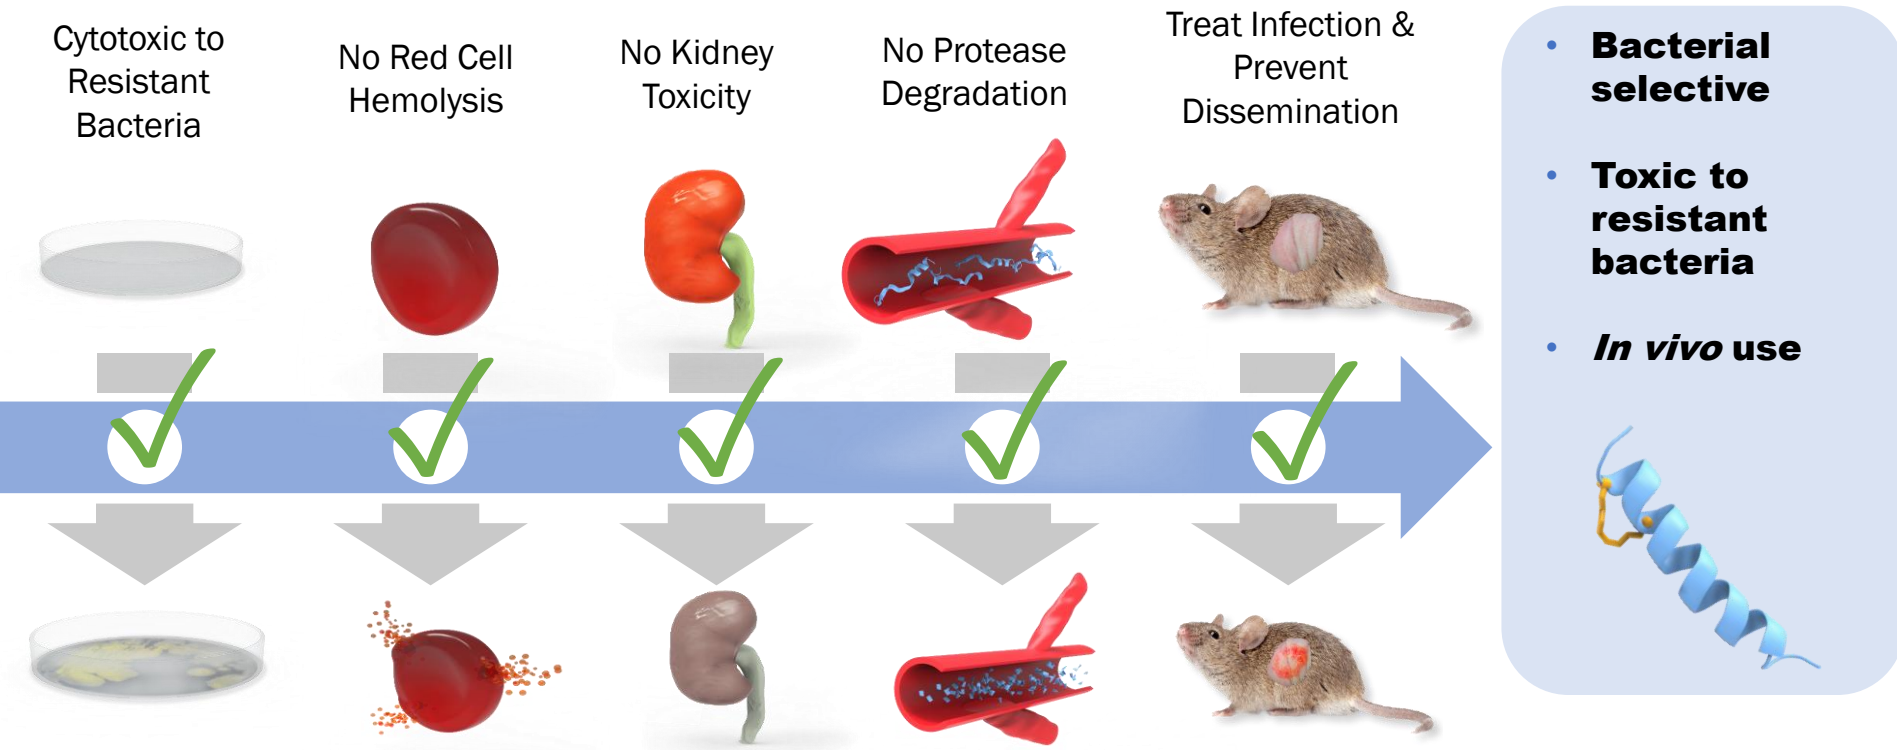 Cytotoxic to
Resistant
Bacteria
No Red Cell
Hemolysis
No Kidney
Toxicity
No Protease
Degradation
Treat Infection &
Prevent
Dissemination
• Bacterial
selective
• Toxic to
resistant
bacteria
• In vivo use